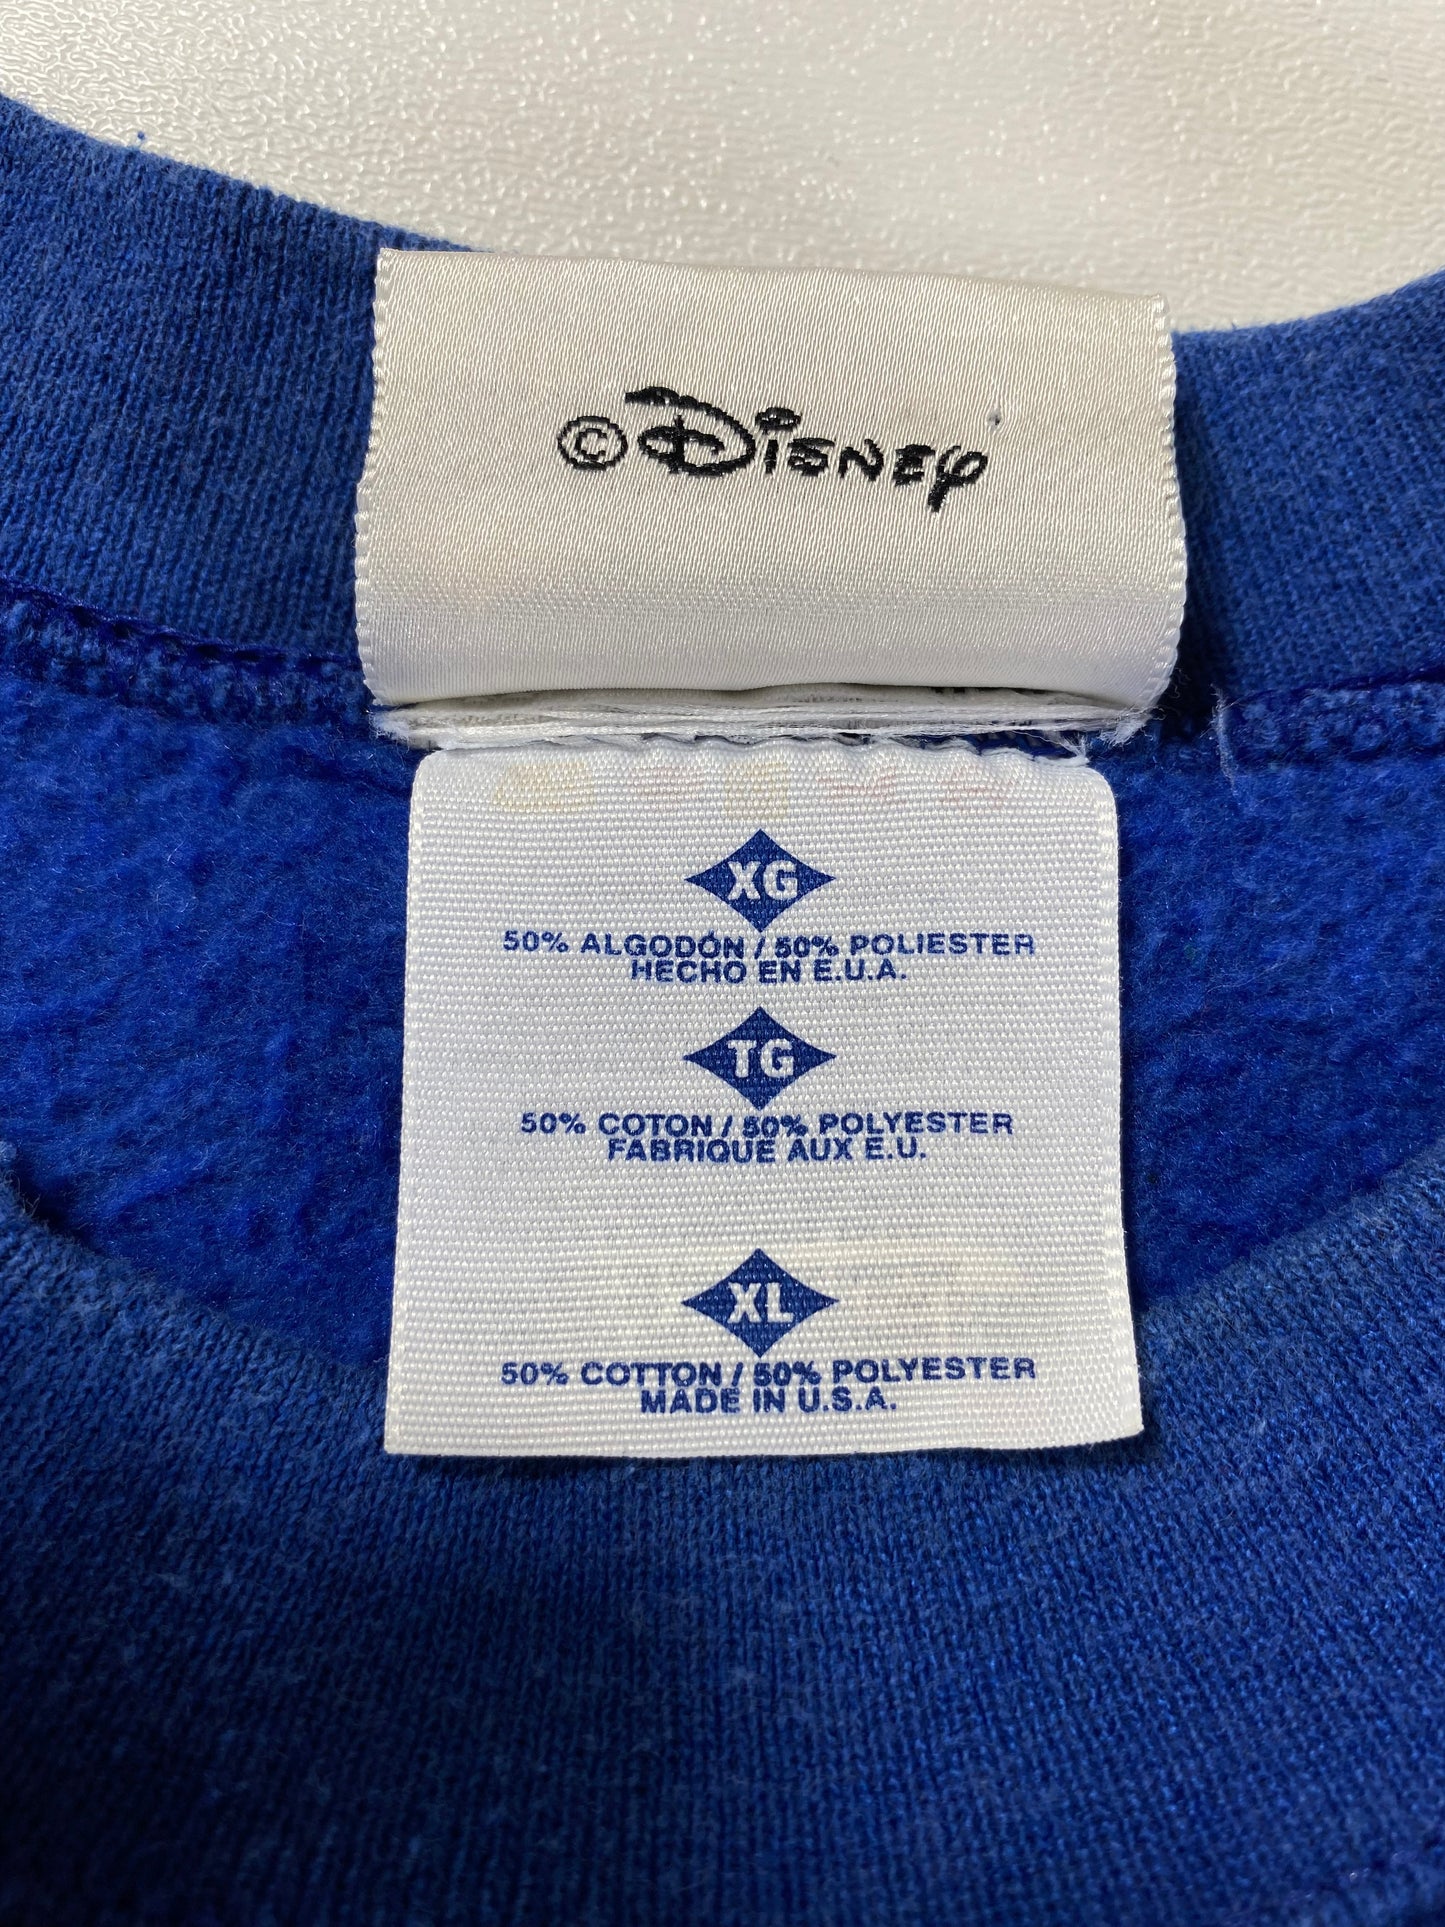 ©Disney
XG
50% ALGODÓN / 50% POLIESTER
HECHO EN E.U.A.
TG
50% COTON / 50% POLYESTER
FABRIQUE AUX E.U.
XL
50% COTTON / 50% POLYESTER
MADE IN U.S.A.